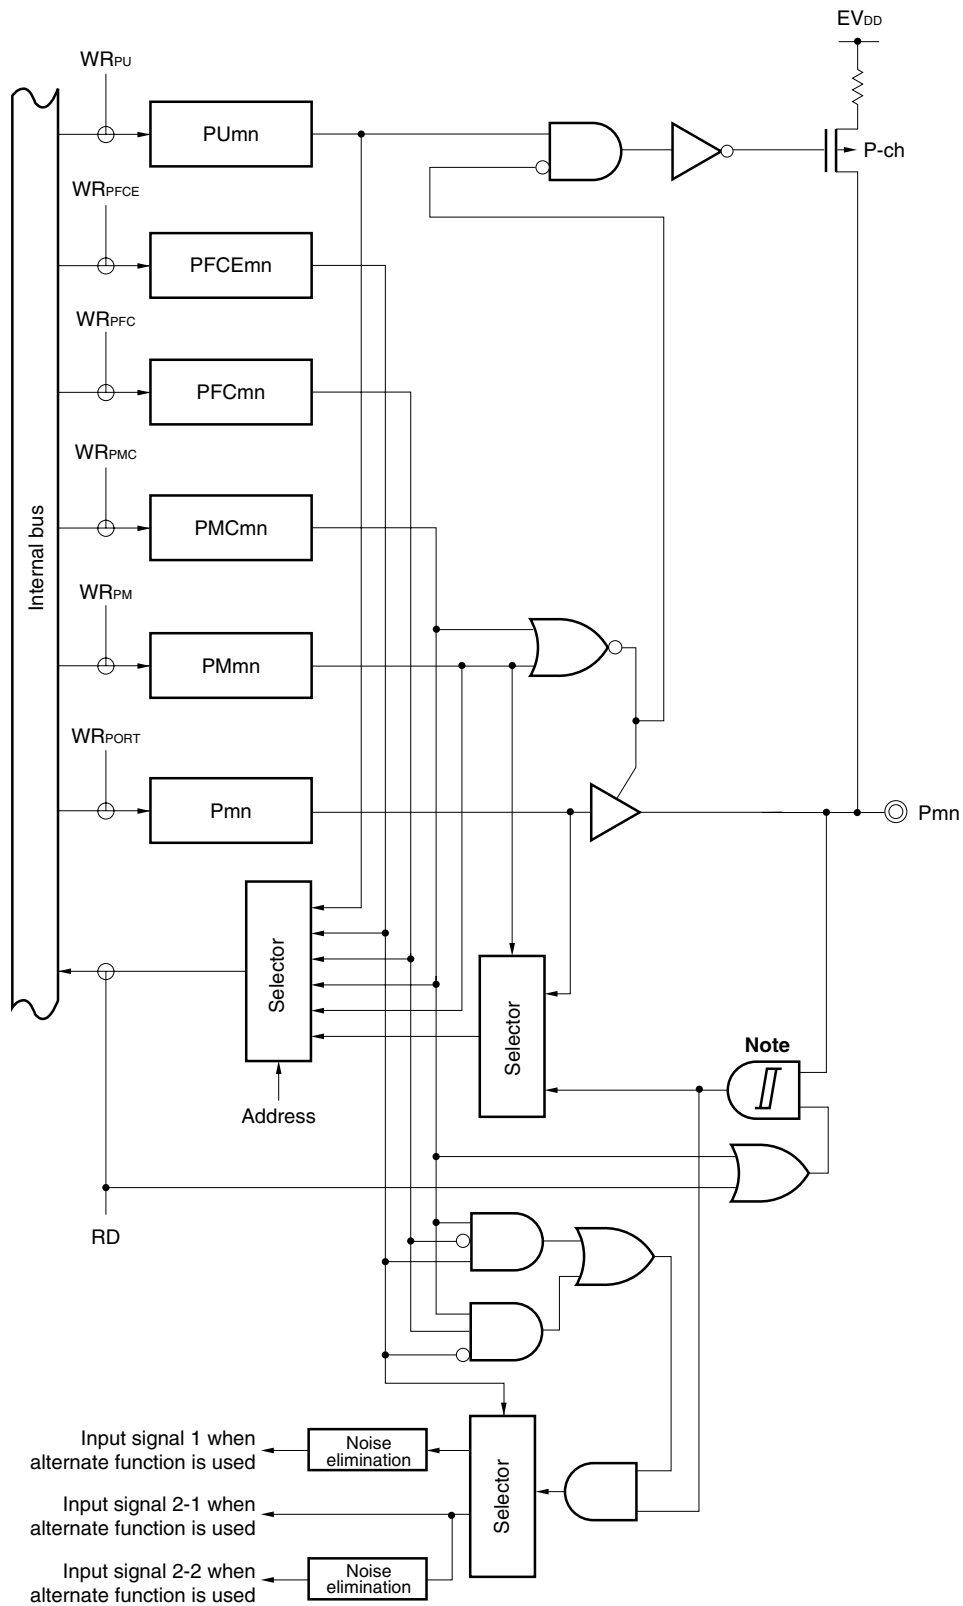 EVDD
WRPU
PUmn
P-ch
WRPFCE
PFCEmn
WRPFC
PFCmn
WRPMC
PMCmn
Internal bus
WRPM
PMmn
WRPORT
Pmn
Pmn
Selector
Selector
Note
Address
RD
Input signal 1 when
alternate function is used
Noise
elimination
Selector
Input signal 2-1 when
alternate function is used
Input signal 2-2 when
alternate function is used
Noise
elimination